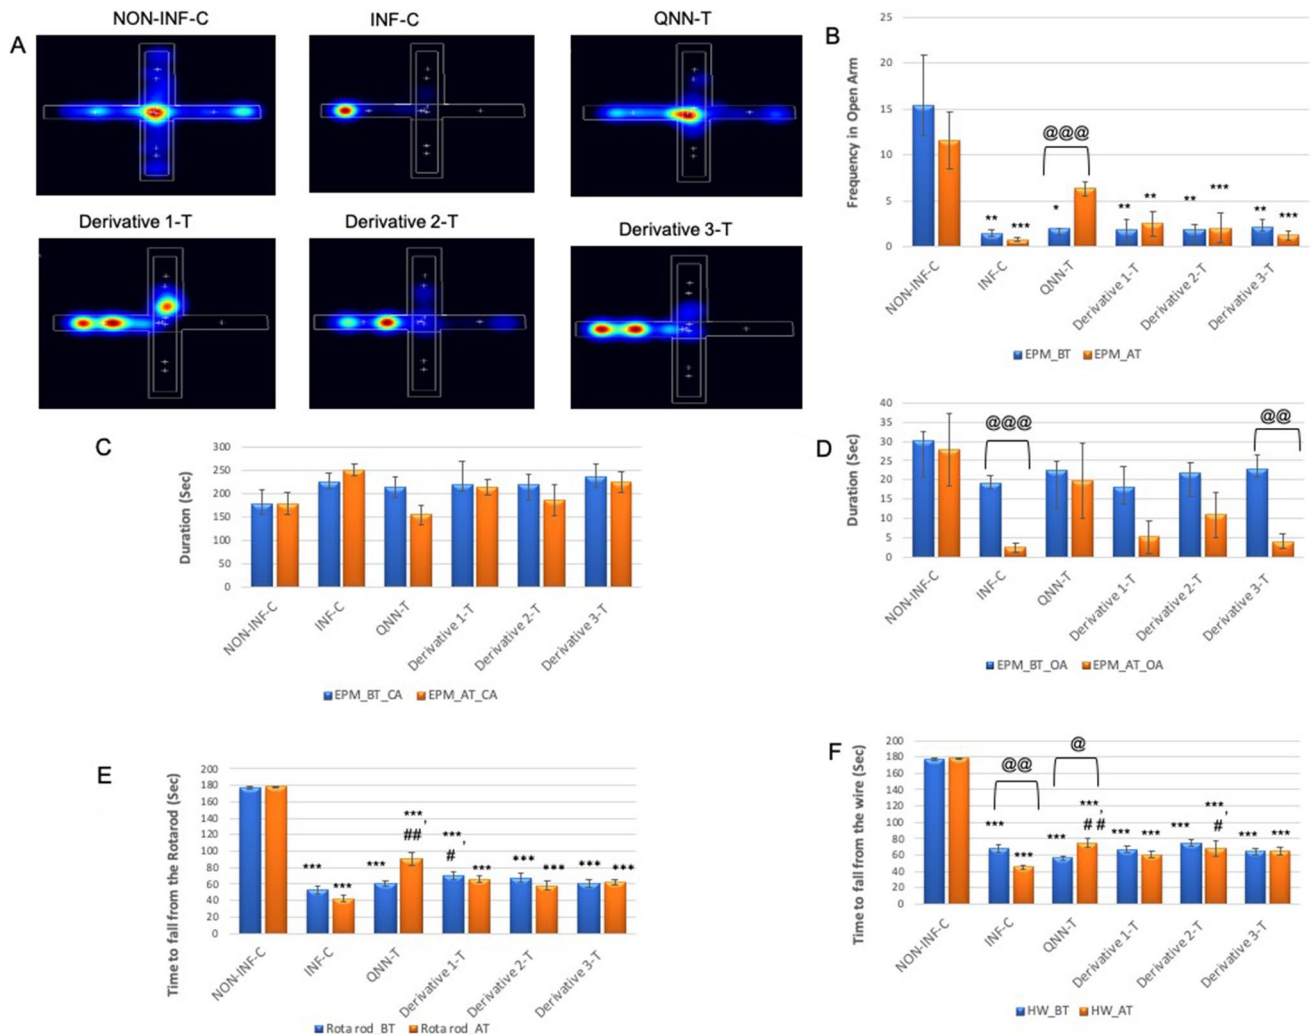 A
NON-INF-C
INF-C
QNN-T
Derivative 1-T
Derivative 2-T
Derivative 3-T
B
Frequency in Open Arm
25
20
15
10
5
0
@@@
** *** * ** ** ** *** ** ***
NON-INF-C INF-C QNN-T Derivative 1-T Derivative 2-T Derivative 3-T
EPM_BT EPM_AT
C
Duration (Sec)
300
250
200
150
100
50
0
NON-INF-C INF-C QNN-T Derivative 1-T Derivative 2-T Derivative 3-T
EPM_BT_CA EPM_AT_CA
D
Duration (Sec)
40
35
30
25
20
15
10
5
0
@@@ @@
NON-INF-C INF-C QNN-T Derivative 1-T Derivative 2-T Derivative 3-T
EPM_BT_OA EPM_AT_OA
E
Time to fall from the Rotarod (Sec)
200
180
160
140
120
100
80
60
40
20
0
*** *** *** ***, ***, *** *** *** *** ***
## #
NON-INF-C INF-C QNN-T Derivative 1-T Derivative 2-T Derivative 3-T
Rota rod_BT Rota rod_AT
F
Time to fall from the wire (Sec)
200
180
160
140
120
100
80
60
40
20
0
@@ @
*** *** *** ***, *** *** *** ***, *** ***
## #
NON-INF-C INF-C QNN-T Derivative 1-T Derivative 2-T Derivative 3-T
HW_BT HW_AT